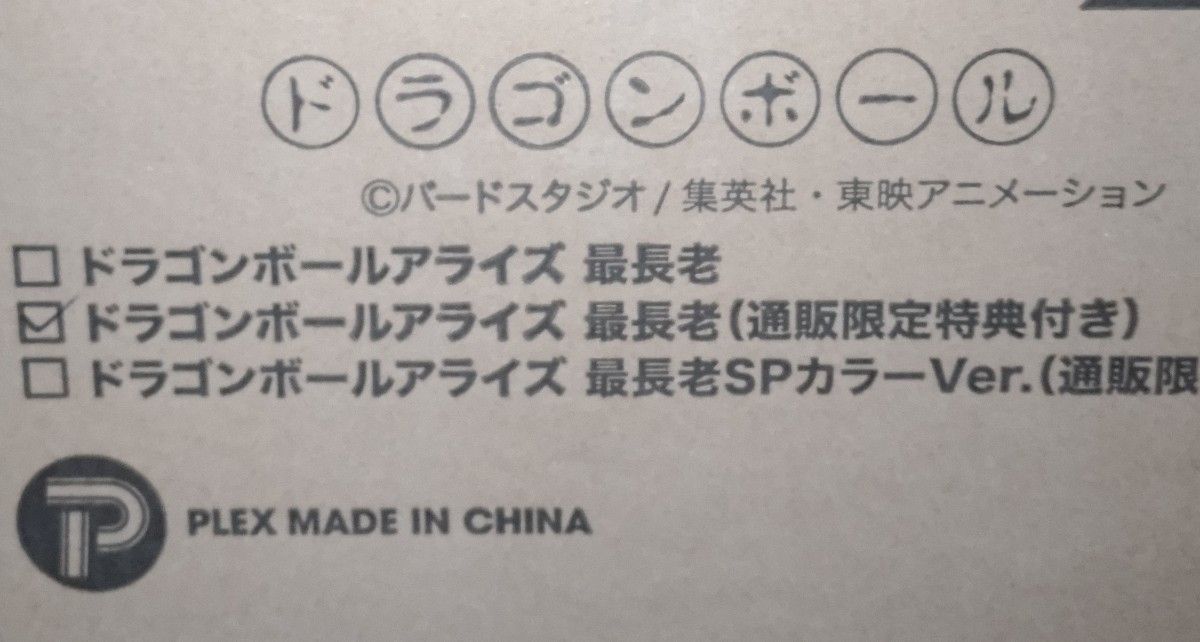 ドラゴンボール
©バードスタジオ / 集英社・東映アニメーション
□ ドラゴンボールアライズ 最長老
☑ ドラゴンボールアライズ 最長老(通販限定特典付き)
□ ドラゴンボールアライズ 最長老SPカラーVer.(通販限
PLEX MADE IN CHINA